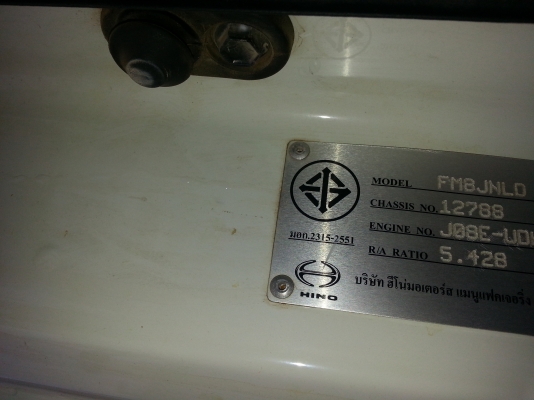 MODEL FM8JNLD
CHASSIS NO. 12788
ENGINE NO. J08E-WD
มอก.2315-2551
R/A RATIO 5.428
HINO
บริษัท ฮีโน่มอเตอร์ส แมนูแฟคเจอริ่ง